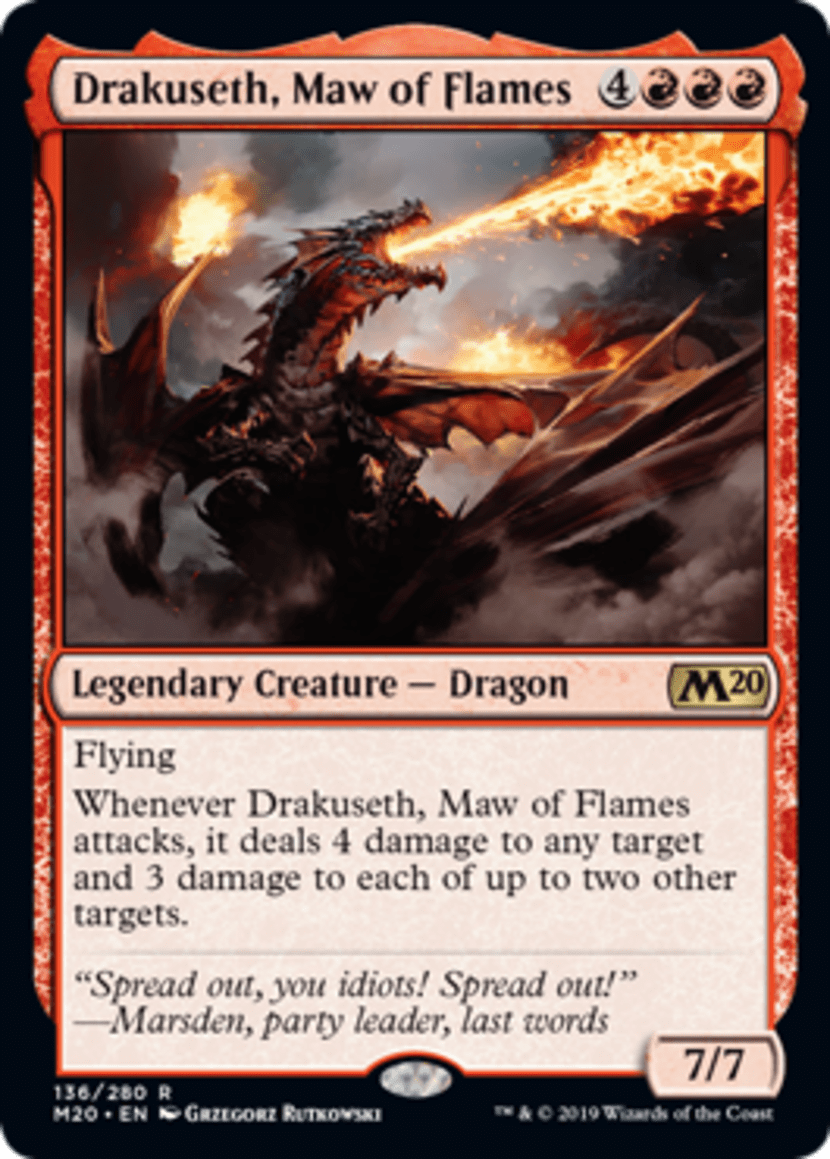 Drakuseth, Maw of Flames 4
Legendary Creature — Dragon M20
Flying
Whenever Drakuseth, Maw of Flames
attacks, it deals 4 damage to any target
and 3 damage to each of up to two other
targets.
“Spread out, you idiots! Spread out!”
—Marsden, party leader, last words
7/7
136/280 R
M20 • EN Grzegorz Rutkowski ™ & © 2019 Wizards of the Coast